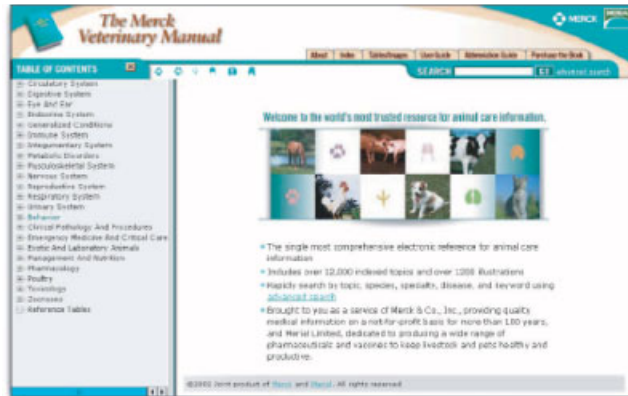 The Merck
Veterinary Manual
MERCK
About
Index
Tables/Images
User Guide
Abbreviation Guide
Purchase the Book
TABLE OF CONTENTS
SEARCH
GO
advanced search
Circulatory System
Digestive System
Eye And Ear
Endocrine System
Generalized Conditions
Immune System
Integumentary System
Metabolic Disorders
Musculoskeletal System
Nervous System
Reproductive System
Respiratory System
Urinary System
Behavior
Clinical Pathology And Procedures
Emergency Medicine And Critical Care
Exotic And Laboratory Animals
Management And Nutrition
Pharmacology
Poultry
Toxicology
Zoonoses
Reference Tables
Welcome to the world's most trusted resource for animal care information.
The single most comprehensive electronic reference for animal care
information
Includes over 12,000 indexed topics and over 1200 illustrations
Rapidly search by topic, species, specialty, disease, and keyword using
advanced search
Brought to you as a service of Merck & Co., Inc., providing quality
medical information on a not-for-profit basis for more than 100 years,
and Merial Limited, dedicated to producing a wide range of
pharmaceuticals and vaccines to keep livestock and pets healthy and
productive.
Joint product of Merck and Merial. All rights reserved.